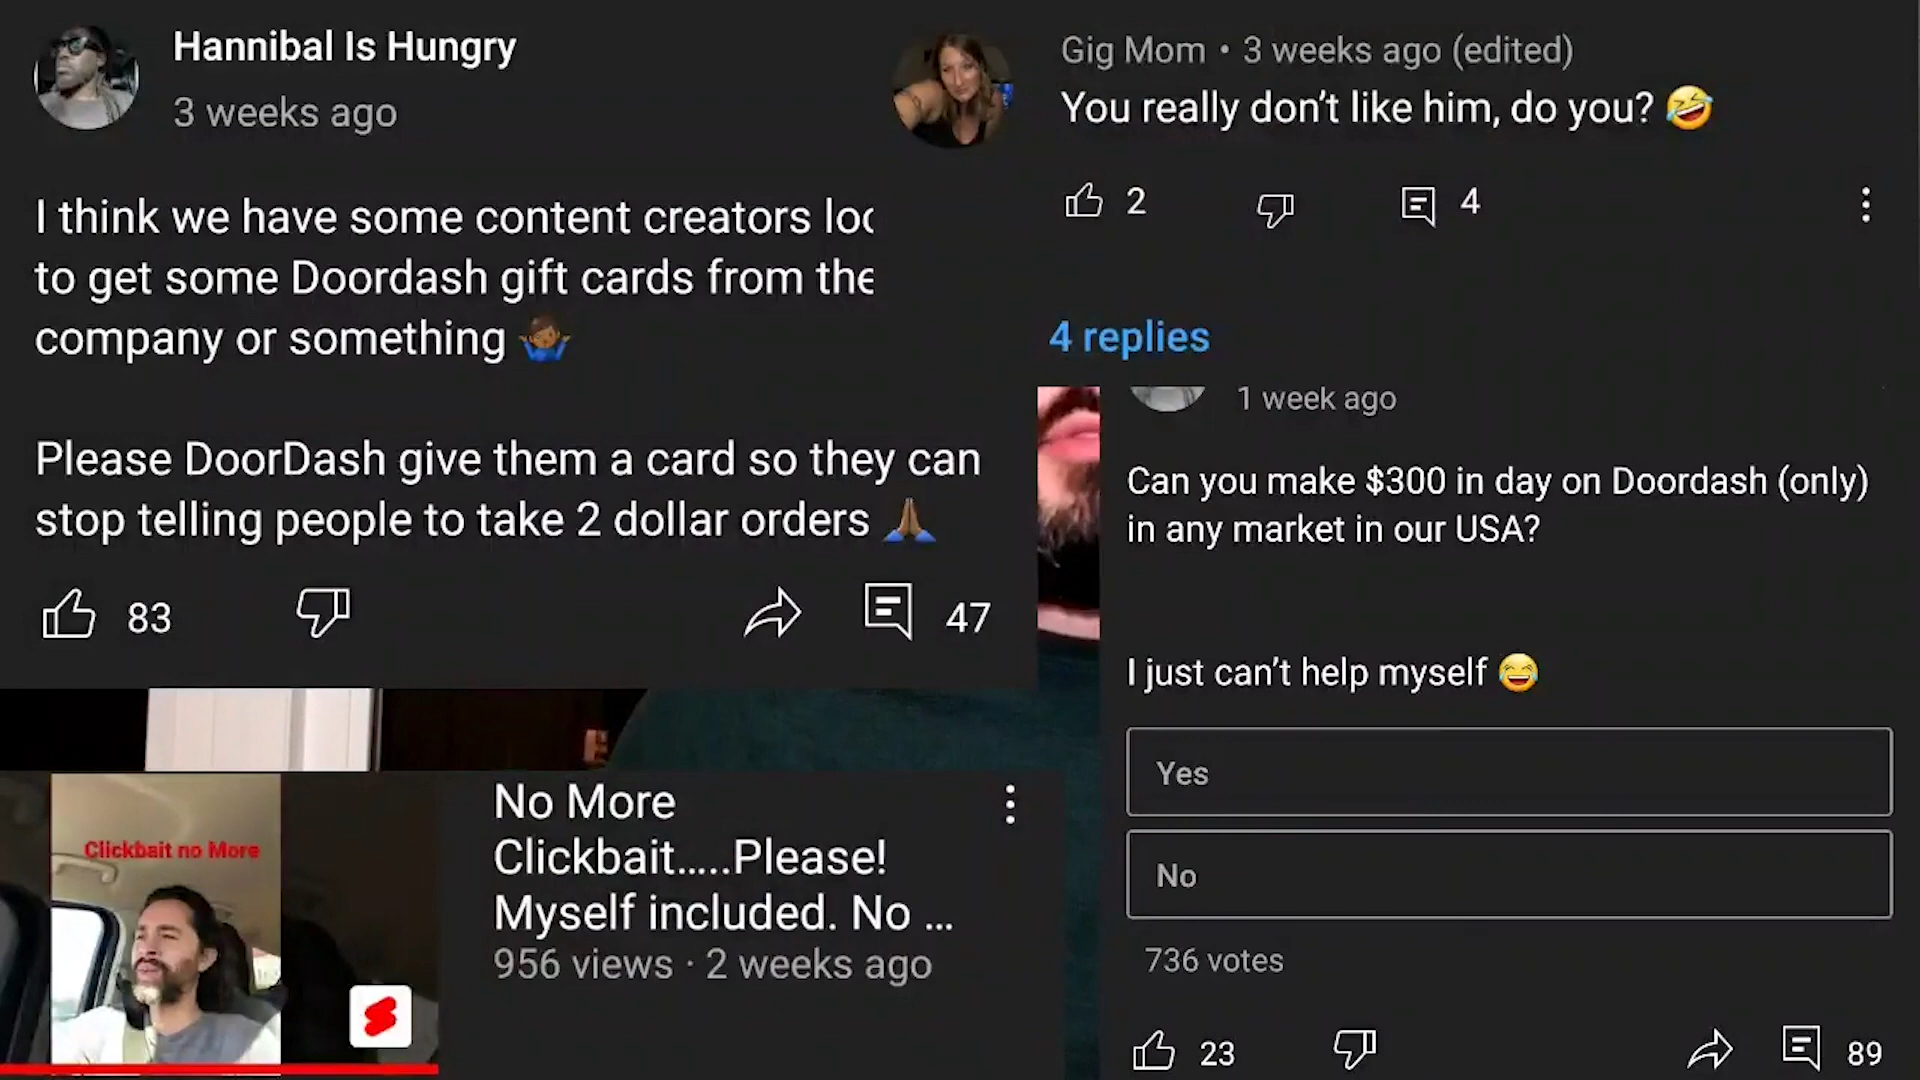 Hannibal Is Hungry
3 weeks ago
I think we have some content creators
to get some Doordash gift cards from the
company or something
Please DoorDash give them a card so they can
stop telling people to take 2 dollar orders
83
47
Gig Mom • 3 weeks ago (edited)
You really don’t like him, do you?
2
4
4 replies
1 week ago
Can you make $300 in day on Doordash (only)
in any market in our USA?
I just can’t help myself
Yes
No
736 votes
23
89
Clickbait no More
No More
Clickbait.....Please!
Myself included. No ...
956 views · 2 weeks ago